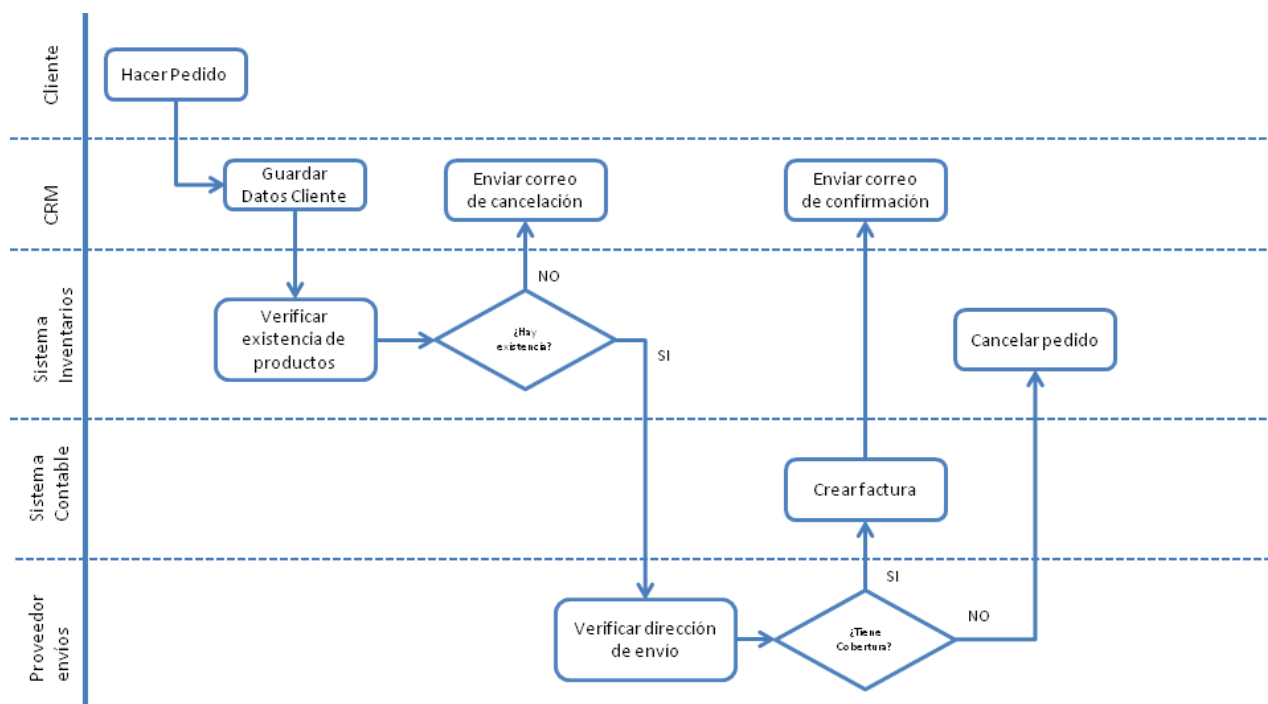 Cliente
Hacer Pedido
CRM
Guardar
Datos Cliente
Enviar correo
de cancelación
Enviar correo
de confirmación
Sistema
Inventarios
Verificar
existencia de
productos
¿Hay
existencia?
NO
SI
Cancelar pedido
Sistema
Contable
Crear factura
Proveedor
envíos
Verificar dirección
de envío
¿Tiene
Cobertura?
SI
NO